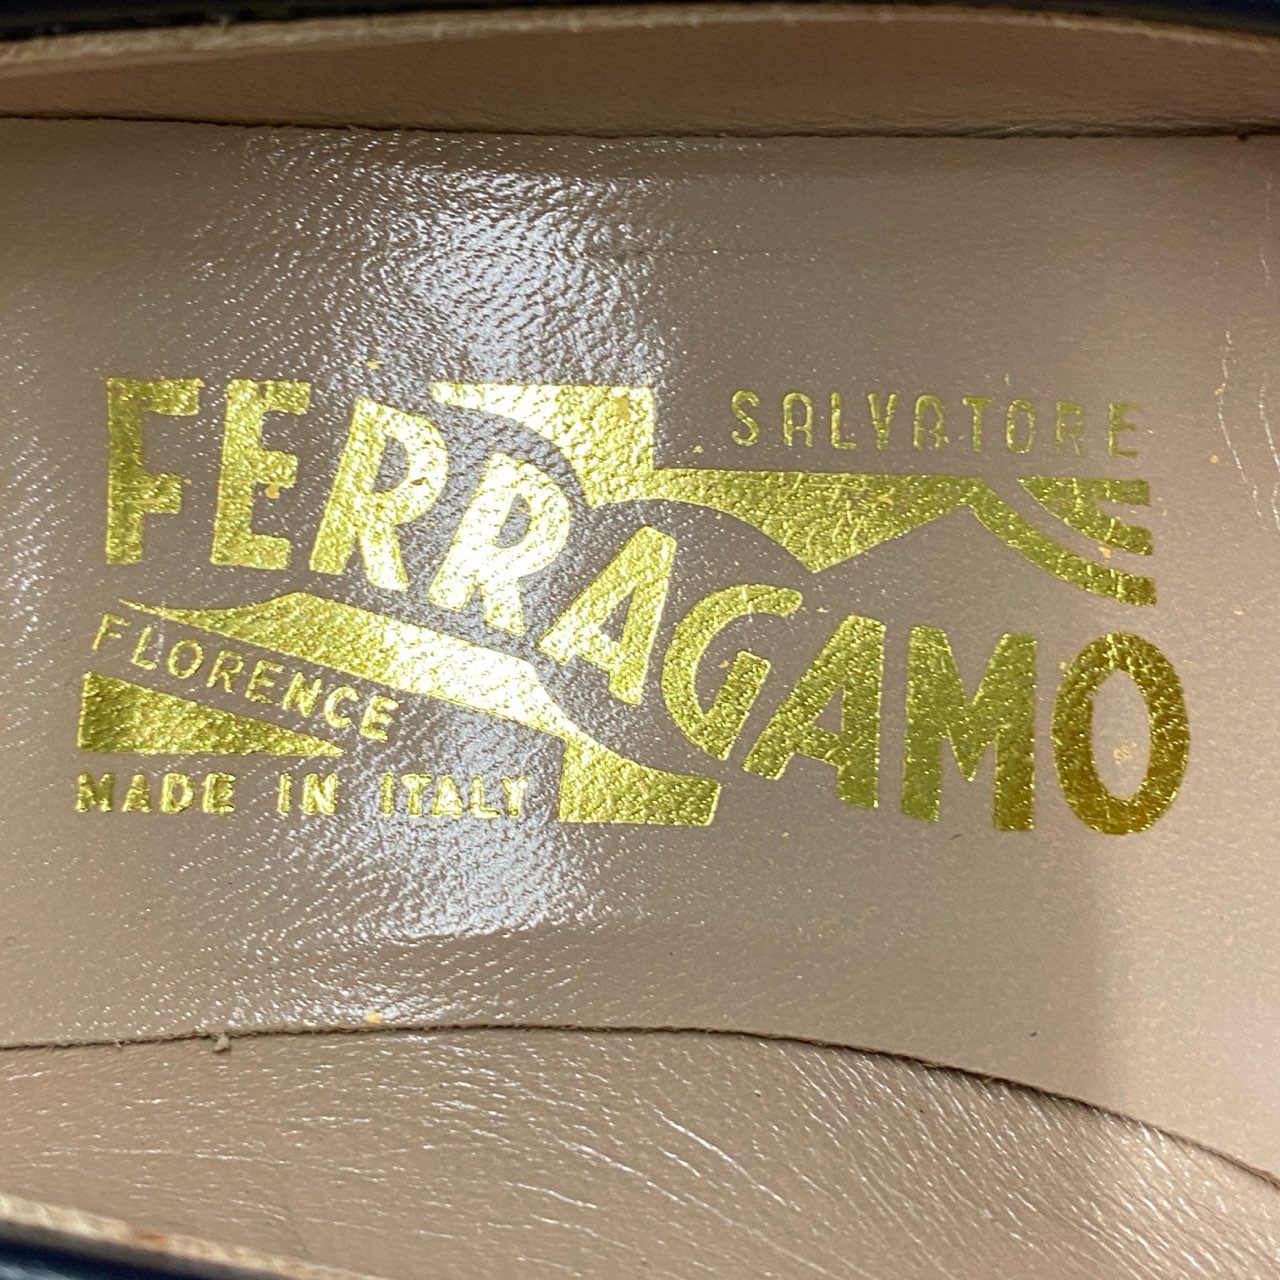 SALVATORE
FERRAGAMO
FLORENCE
MADE IN ITALY